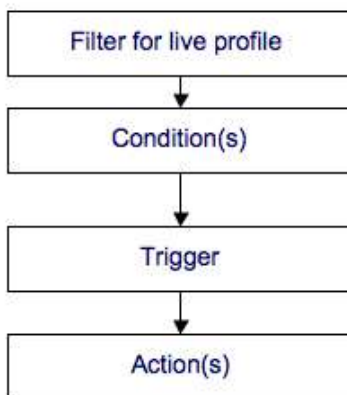 Filter for live profile
Condition(s)
Trigger
Action(s)